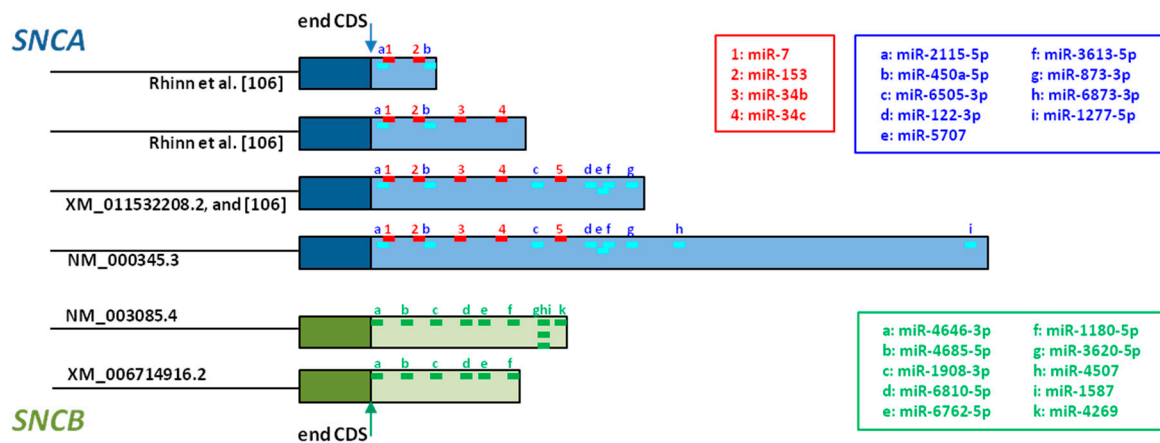 end CDS
SNCA
a 1 2 b
Rhinn et al. [106]
a 1 2 b 3 4
Rhinn et al. [106]
a 1 2 b 3 4 c 5 d e f g
XM_011532208.2, and [106]
a 1 2 b 3 4 c 5 d e f g h i
NM_000345.3
1: miR-7
2: miR-153
3: miR-34b
4: miR-34c
a: miR-2115-5p
b: miR-450a-5p
c: miR-6505-3p
d: miR-122-3p
e: miR-5707
f: miR-3613-5p
g: miR-873-3p
h: miR-6873-3p
i: miR-1277-5p
NM_003085.4
a b c d e f ghi k
XM_006714916.2
a b c d e f
SNCB
end CDS
a: miR-4646-3p
b: miR-4685-5p
c: miR-1908-3p
d: miR-6810-5p
e: miR-6762-5p
f: miR-1180-5p
g: miR-3620-5p
h: miR-4507
i: miR-1587
k: miR-4269